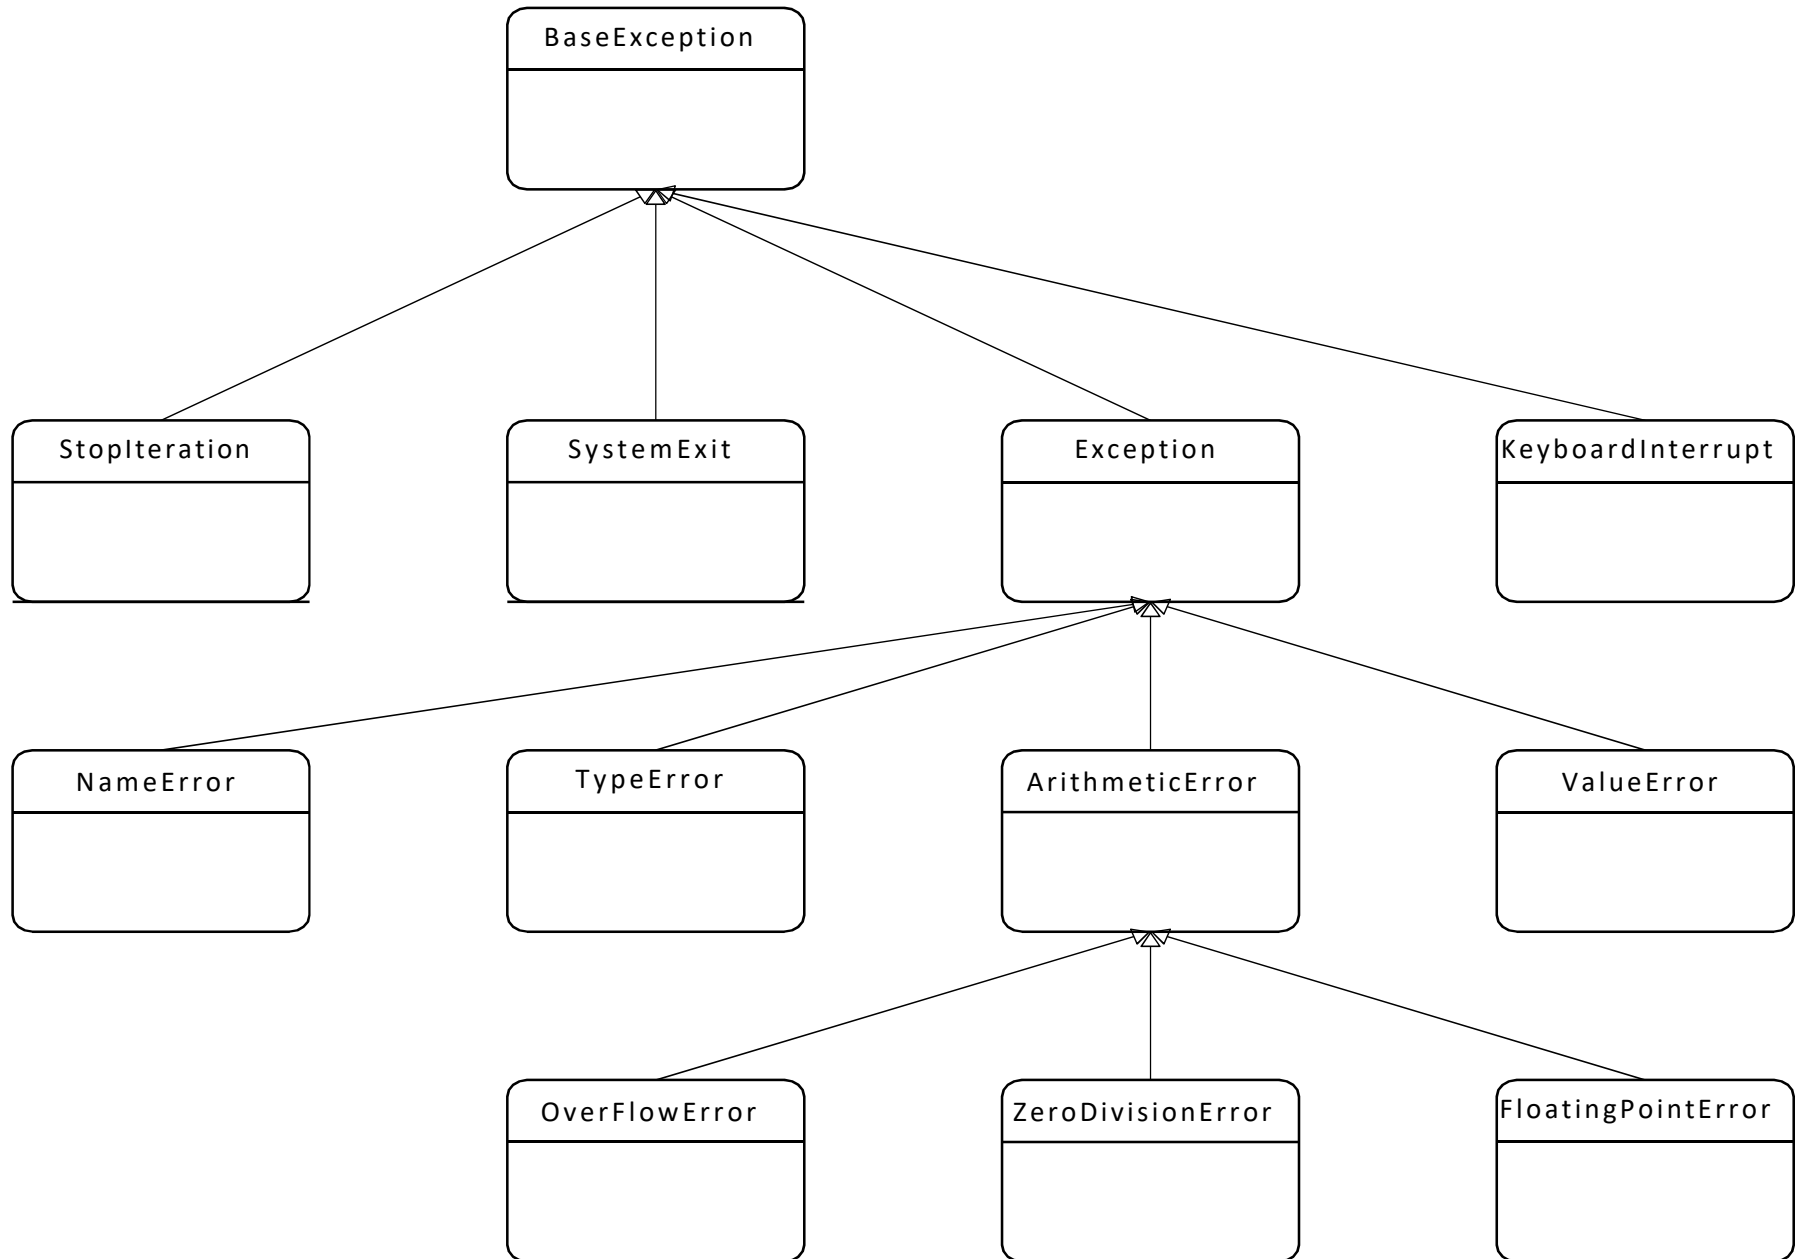 BaseException
StopIteration
SystemExit
Exception
KeyboardInterrupt
NameError
TypeError
ArithmeticError
ValueError
OverFlowError
ZeroDivisionError
FloatingPointError